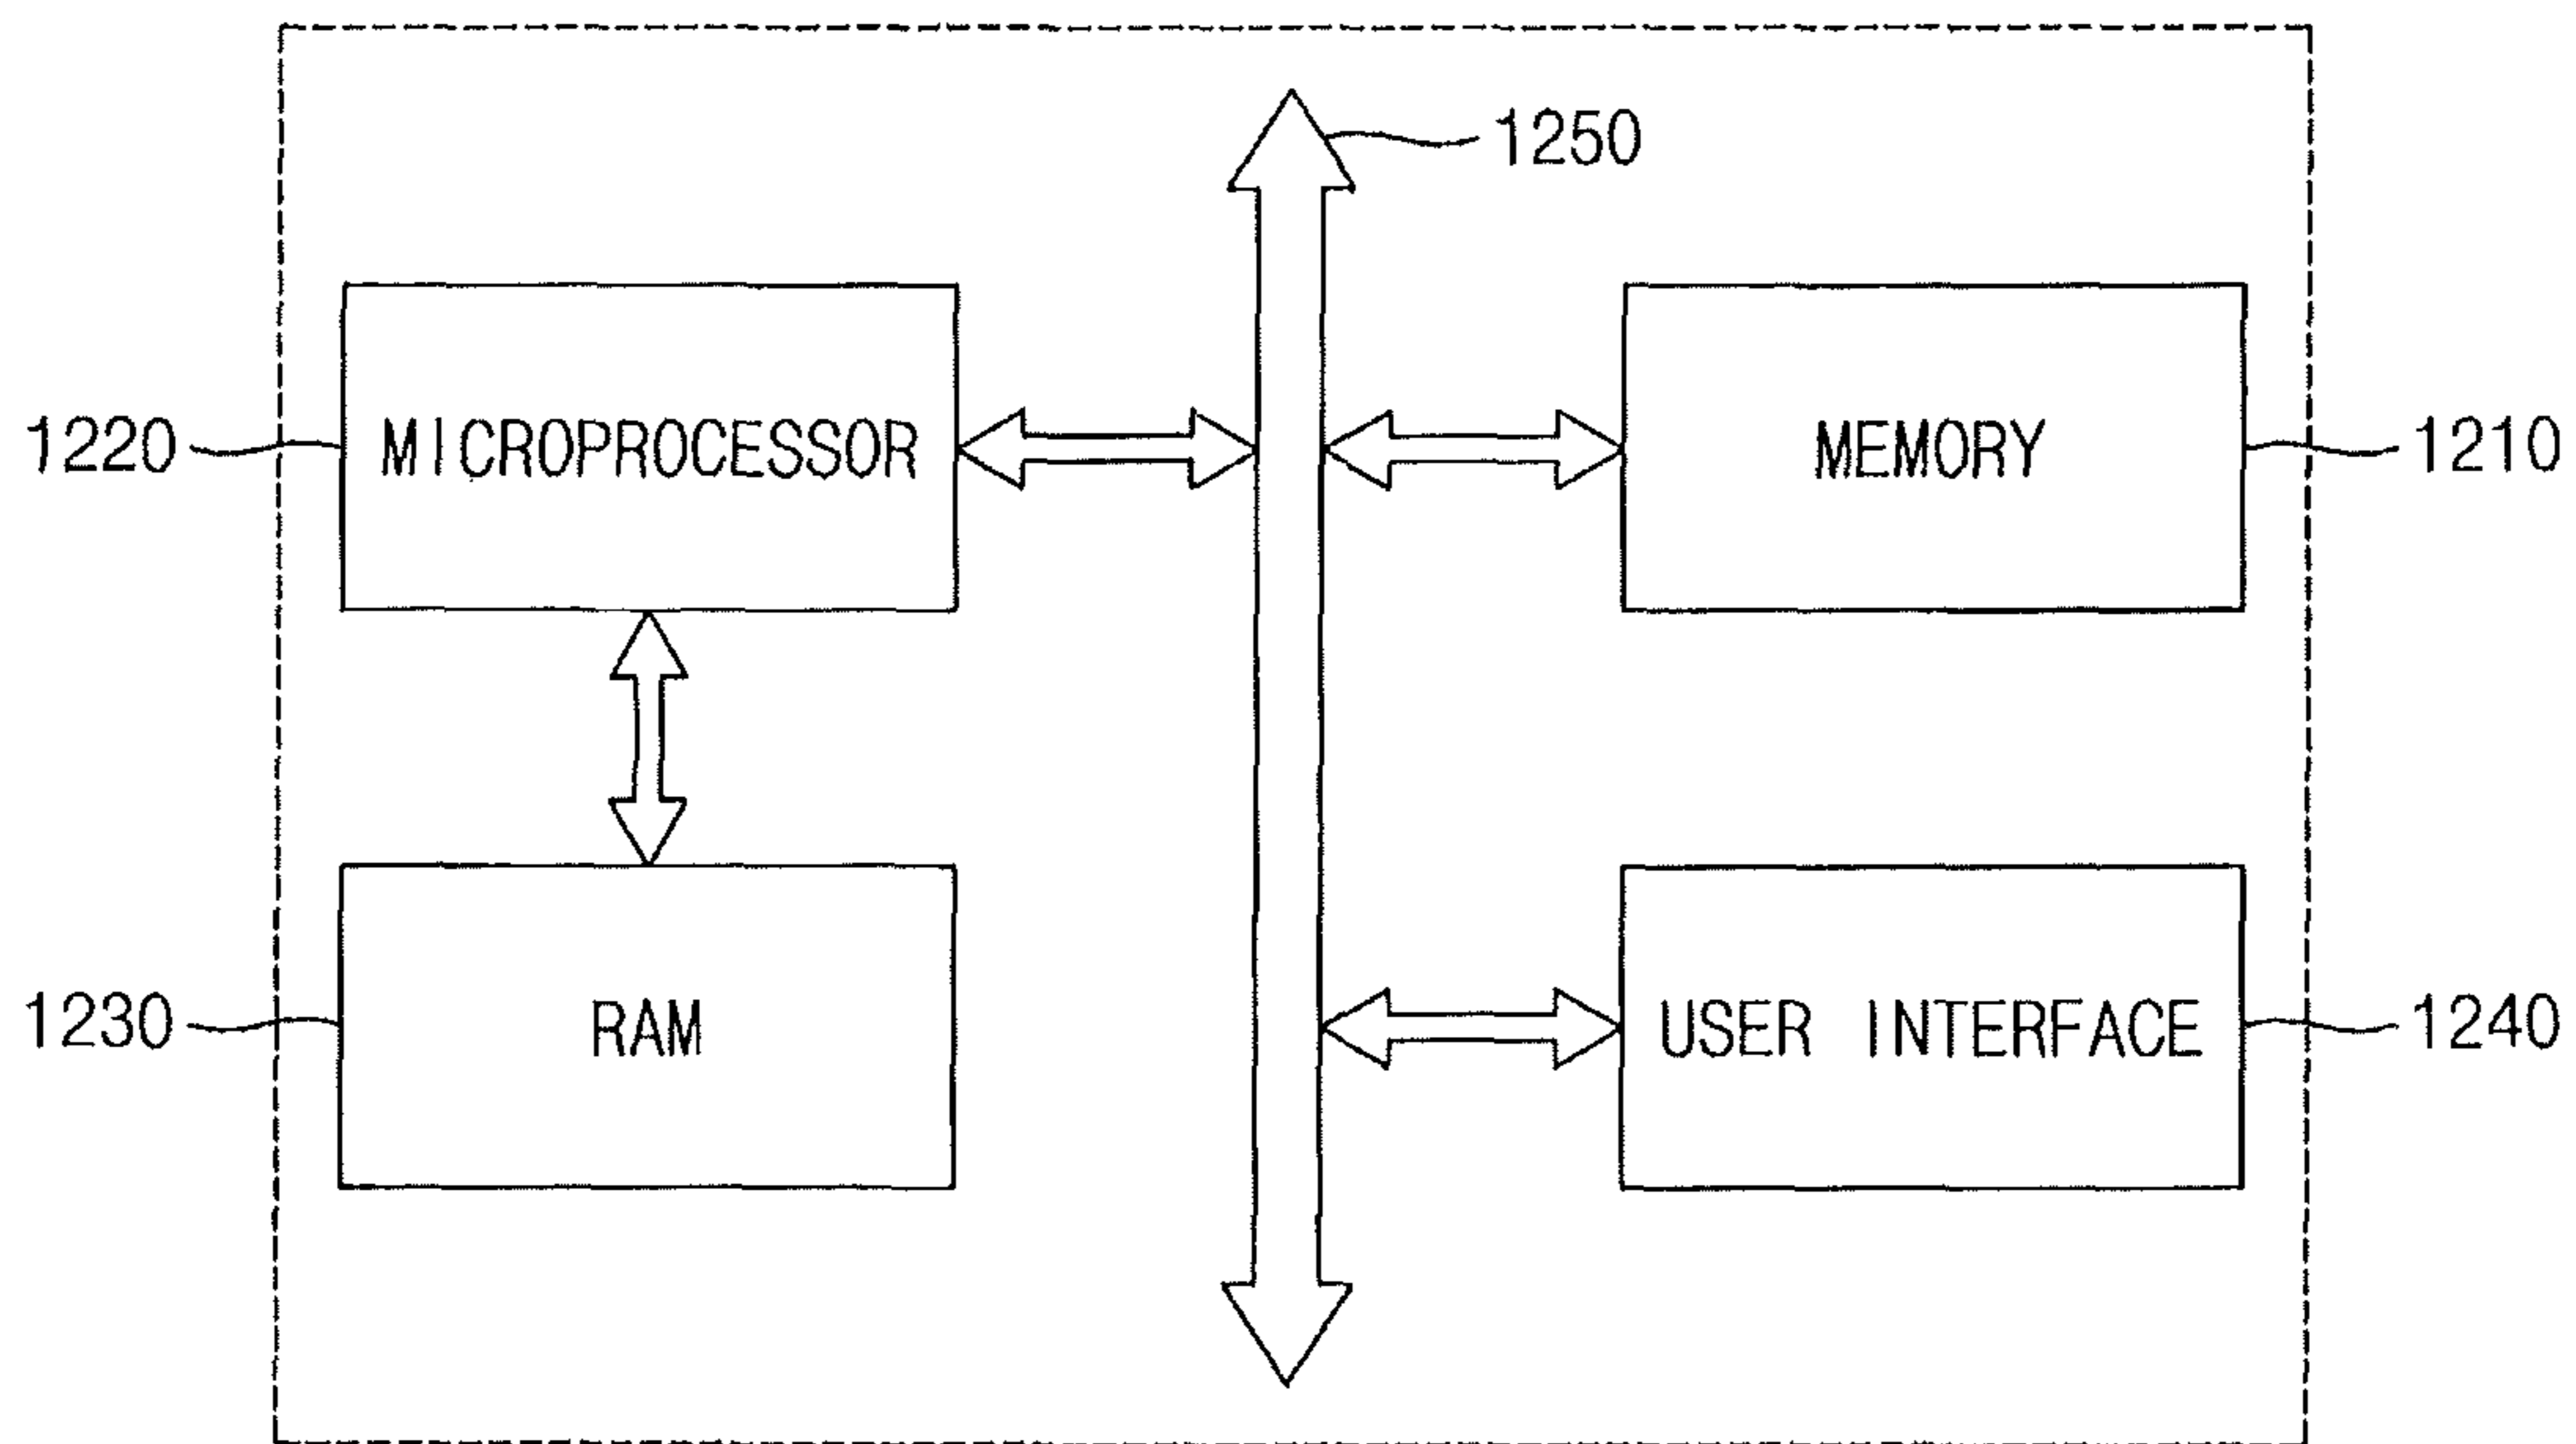 1250
1220
MICROPROCESSOR
MEMORY
1210
1230
RAM
USER INTERFACE
1240